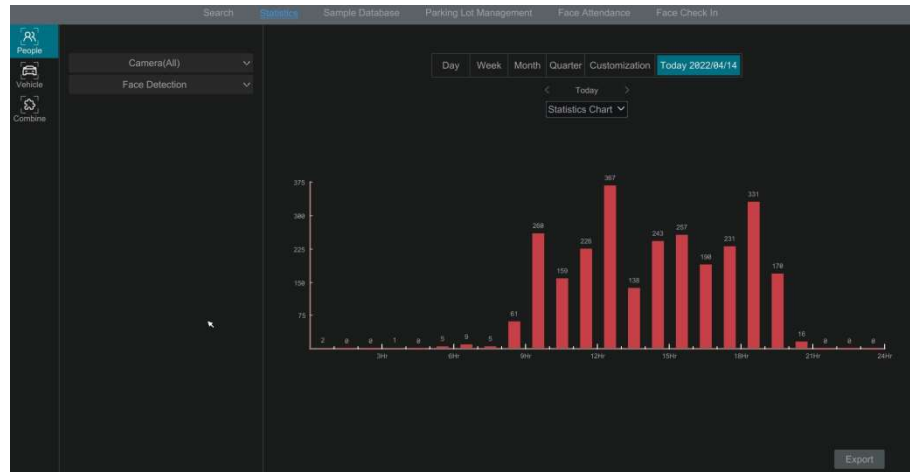 Search Statistics Sample Database Parking Lot Management Face Attendance Face Check In
People
Vehicle
Combine
Camera(All)
Face Detection
Day Week Month Quarter Customization Today 2022/04/14
< Today >
Statistics Chart
375
300
225
150
75
2 0 0 1 0 5 9 5 61 260 159 226 367 138 243 257 190 231 331 170 16 0 0 0
3Hr 6Hr 9Hr 12Hr 15Hr 18Hr 21Hr 24Hr
Export